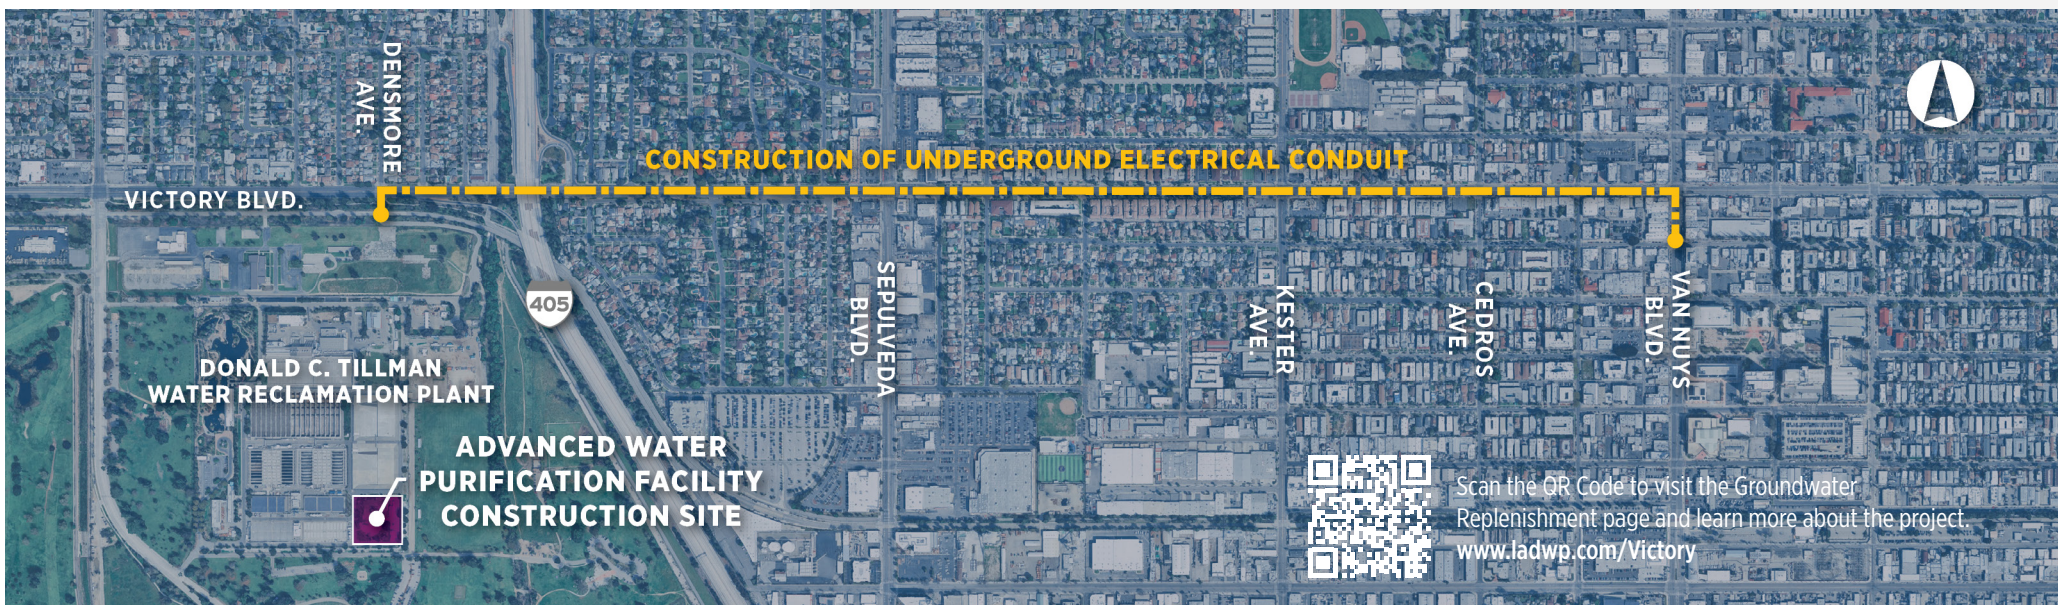 DENSMORE
AVE.
CONSTRUCTION OF UNDERGROUND ELECTRICAL CONDUIT
VICTORY BLVD.
405
SEPULVEDA
BLVD.
KESTER
AVE.
CEDROS
AVE.
VAN NUYS
BLVD
DONALD C. TILLMAN
WATER RECLAMATION PLANT
ADVANCED WATER
PURIFICATION FACILITY
CONSTRUCTION SITE
Scan the QR Code to visit the Groundwater
Replenishment page and learn more about the project.
www.ladwp.com/Victory